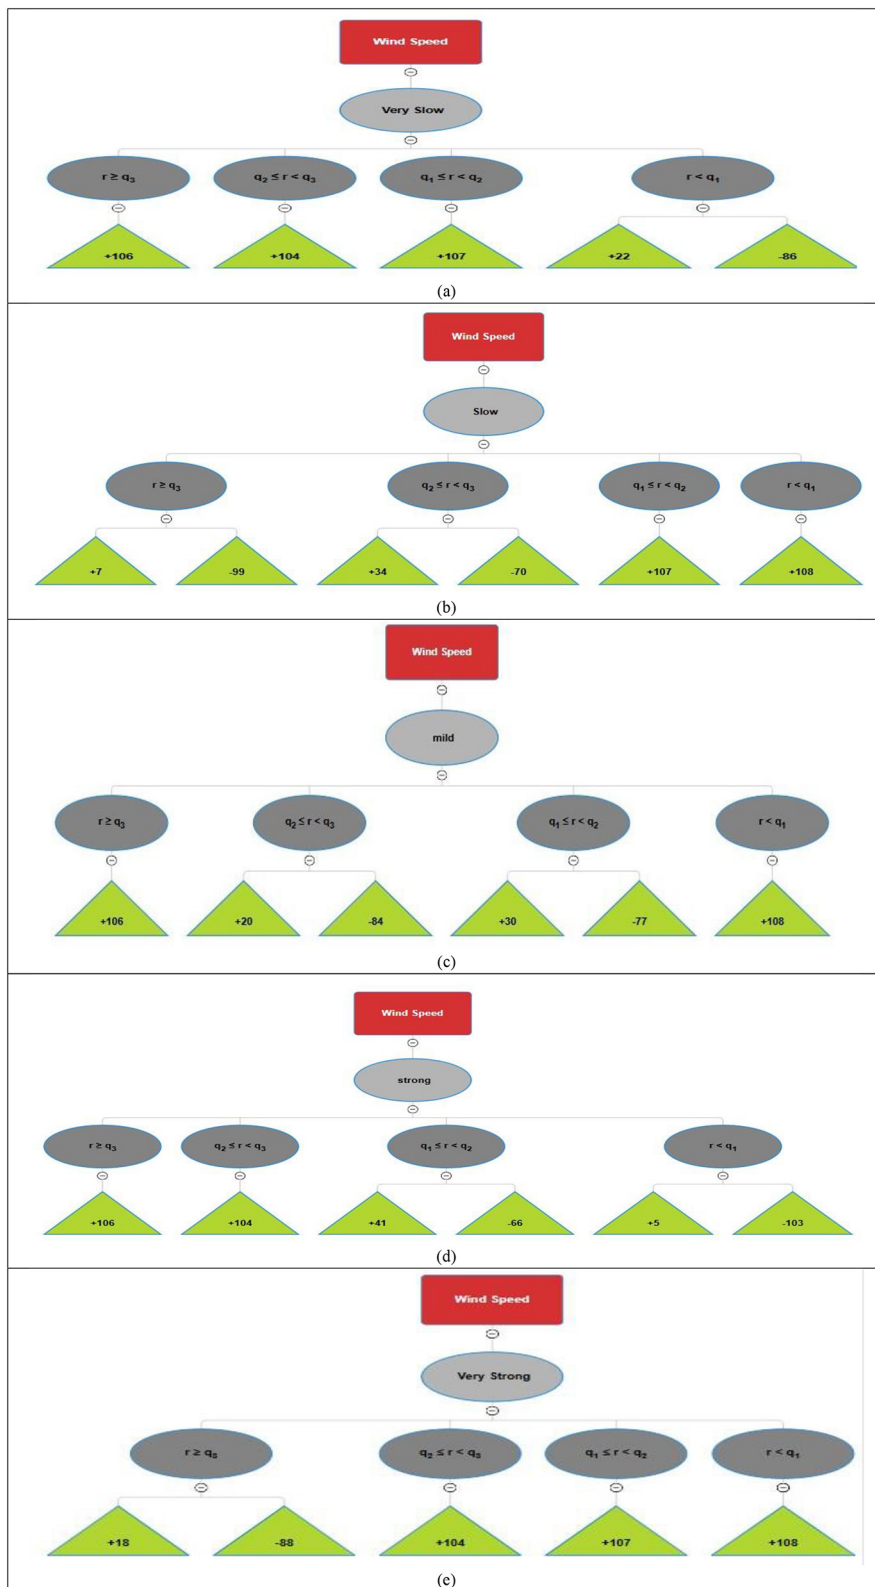 Wind Speed
Very Slow
r ≥ q₃ q₂ ≤ r < q₃ q₁ ≤ r < q₂ r < q₁
+106 +104 +107 +22 -86
(a)
Wind Speed
Slow
r ≥ q₃ q₂ ≤ r < q₃ q₁ ≤ r < q₂ r < q₁
+7 -99 +34 -70 +107 +108
(b)
Wind Speed
mild
r ≥ q₃ q₂ ≤ r < q₃ q₁ ≤ r < q₂ r < q₁
+106 +20 -84 +30 -77 +108
(c)
Wind Speed
strong
r ≥ q₃ q₂ ≤ r < q₃ q₁ ≤ r < q₂ r < q₁
+106 +104 +41 -66 +5 -103
(d)
Wind Speed
Very Strong
r ≥ q₃ q₂ ≤ r < q₃ q₁ ≤ r < q₂ r < q₁
+18 -88 +104 +107 +108
(e)